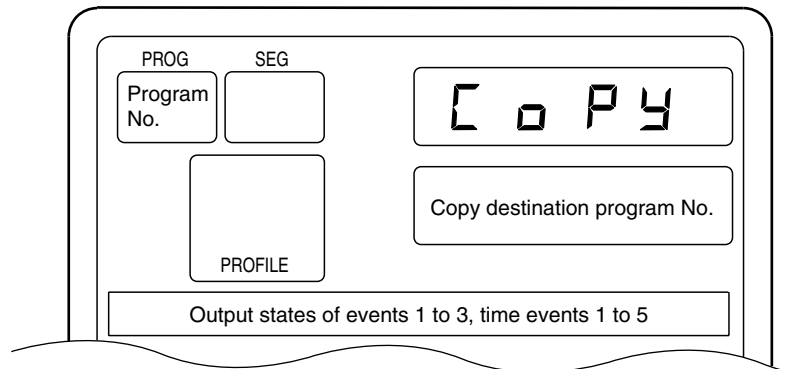 PROG SEG
Program
No.
CoPY
Copy destination program No.
PROFILE
Output states of events 1 to 3, time events 1 to 5